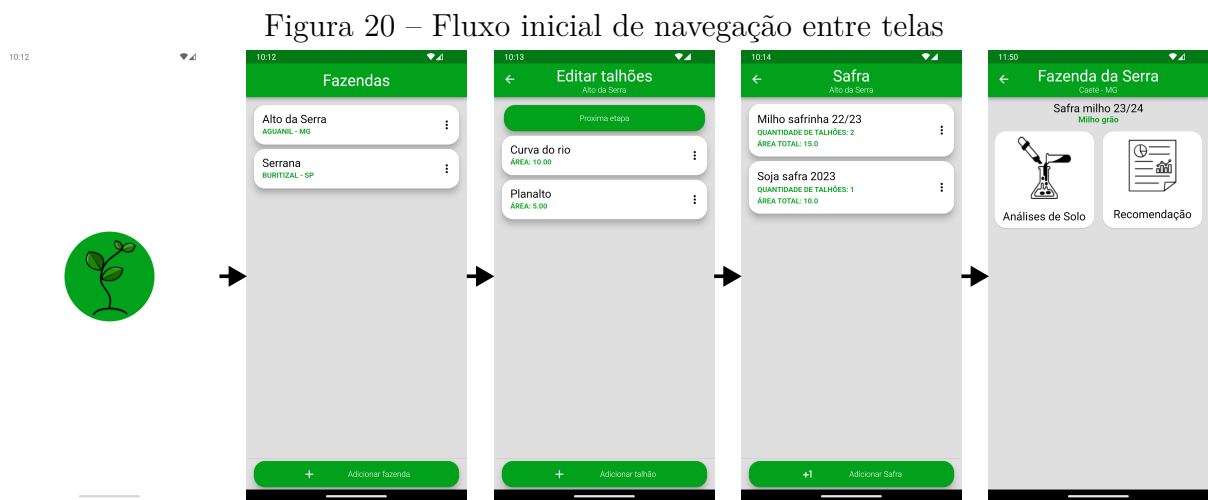 Figura 20 – Fluxo inicial de navegação entre telas
10:12
10:12
Fazendas
Alto da Serra
AGUANIL - MG
Serrana
BURITIZAL - SP
+ Adicionar fazenda
10:13
Editar talhões
Alto da Serra
Proxima etapa
Curva do rio
ÁREA: 10.00
Planalto
ÁREA: 5.00
+ Adicionar talhão
10:14
Safra
Alto da Serra
Milho safrinha 22/23
QUANTIDADE DE TALHÕES: 2
ÁREA TOTAL: 15.0
Soja safra 2023
QUANTIDADE DE TALHÕES: 1
ÁREA TOTAL: 10.0
+1 Adicionar Safra
11:50
Fazenda da Serra
Caeté - MG
Safra milho 23/24
Milho grão
Análises de Solo
Recomendação